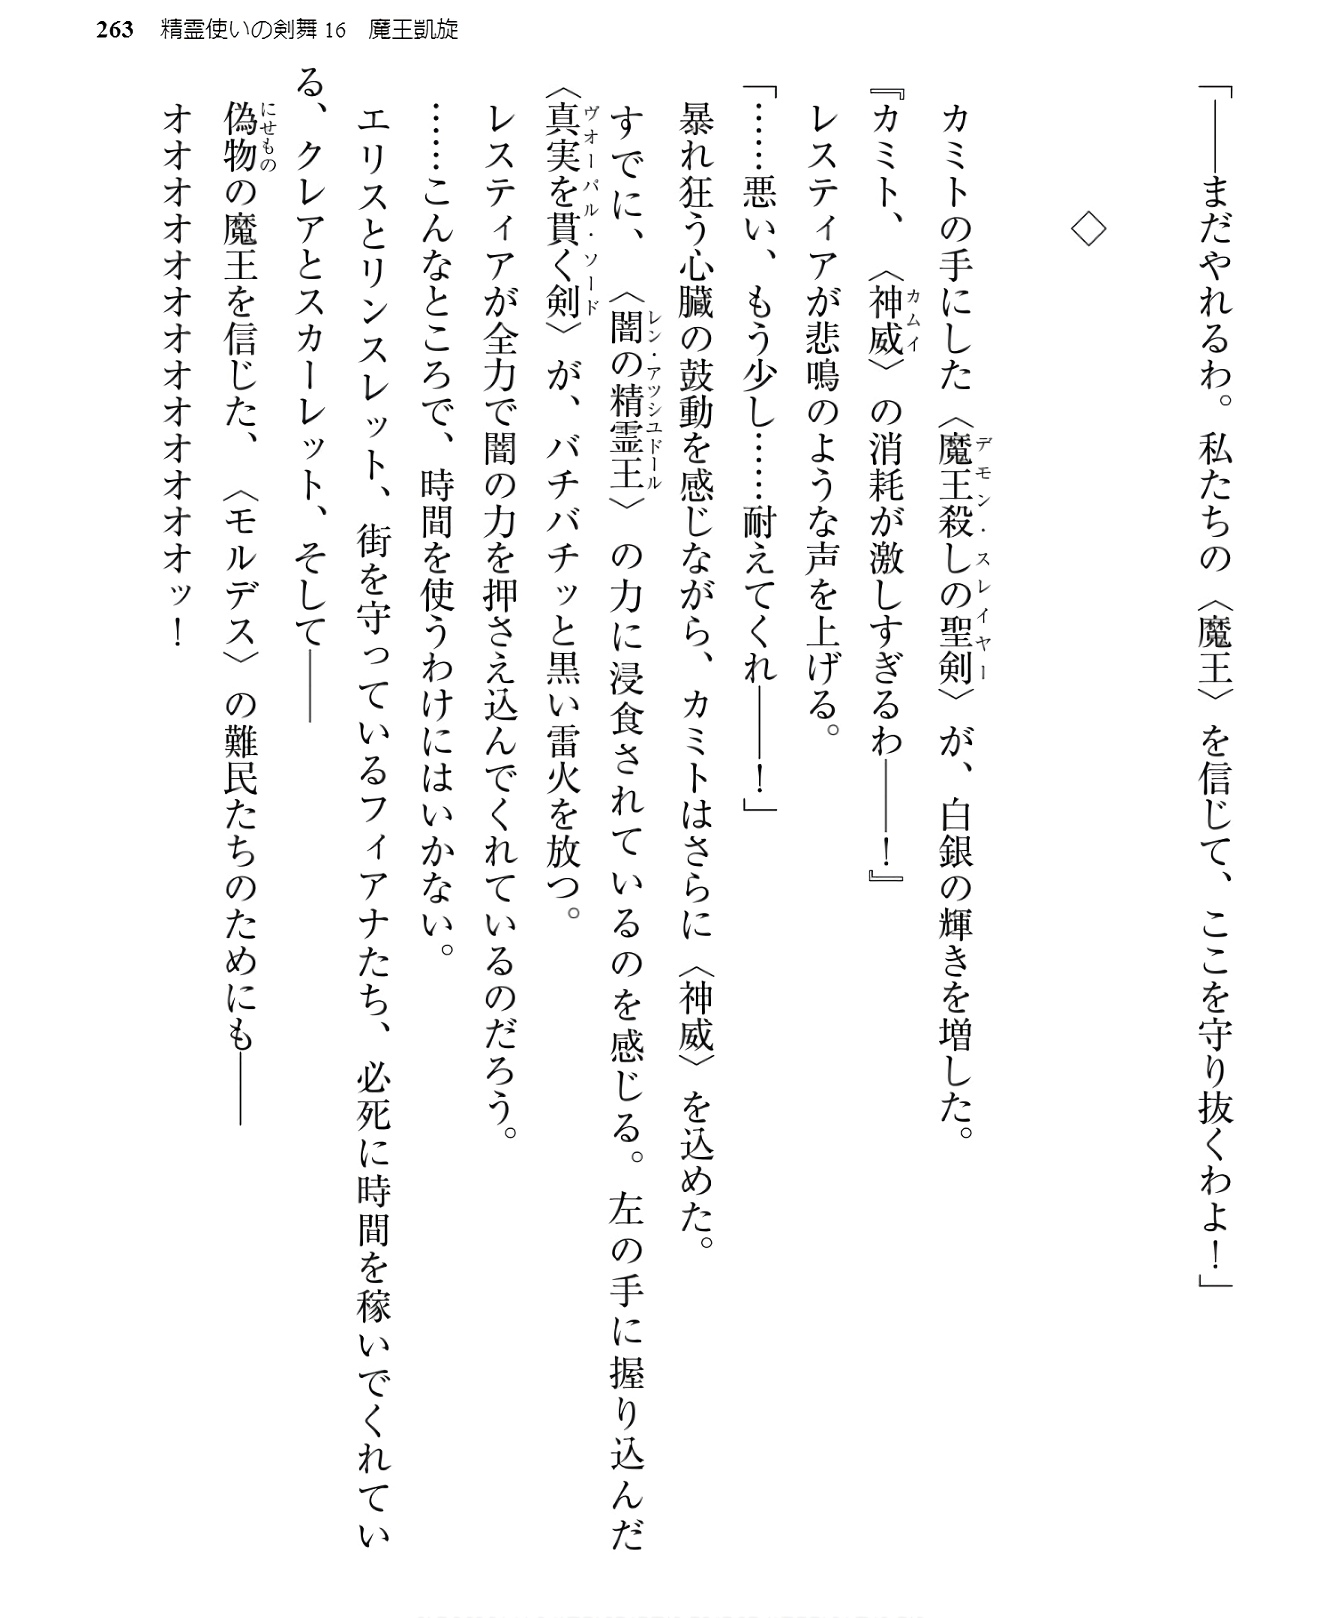 263 精霊使いの剣舞16 魔王凱旋
「――まだやれるわ。私たちの〈魔王〉を信じて、ここを守り抜くわよ！」
◇
カミトの手にした〈魔王殺しの聖剣〉が、白銀の輝きを増した。
デモン・スレイヤー
『カミト、〈神威〉の消耗が激しすぎるわ――！』
カムイ
レスティアが悲鳴のような声を上げる。
「……悪い、もう少し……耐えてくれ――！」
暴れ狂う心臓の鼓動を感じながら、カミトはさらに〈神威〉を込めた。
すでに、〈闇の精霊王〉の力に浸食されているのを感じる。左の手に握り込んだ
レン・アッシュドール
〈真実を貫く剣〉が、バチバチッと黒い雷火を放つ。
ヴォーパル・ソード
レスティアが全力で闇の力を押さえ込んでくれているのだろう。
……こんなところで、時間を使うわけにはいかない。
エリスとリンスレット、街を守っているフィアナたち、必死に時間を稼いでくれてい
る、クレアとスカーレット、そして――
偽物の魔王を信じた、〈モルデス〉の難民たちのためにも――
にせもの
オオオオオオオオオオオオオッ！